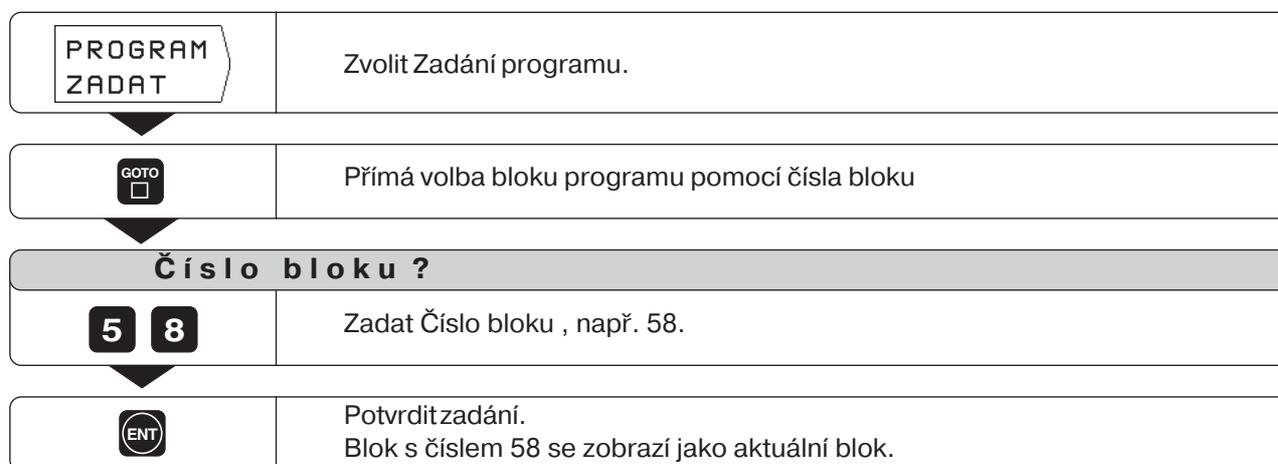 PROGRAM
ZADAT
Zvolit Zadání programu.
GOTO
Přímá volba bloku programu pomocí čísla bloku
Číslo bloku ?
5 8
Zadat Číslo bloku , např. 58.
ENT
Potvrdit zadání.
Blok s číslem 58 se zobrazí jako aktuální blok.